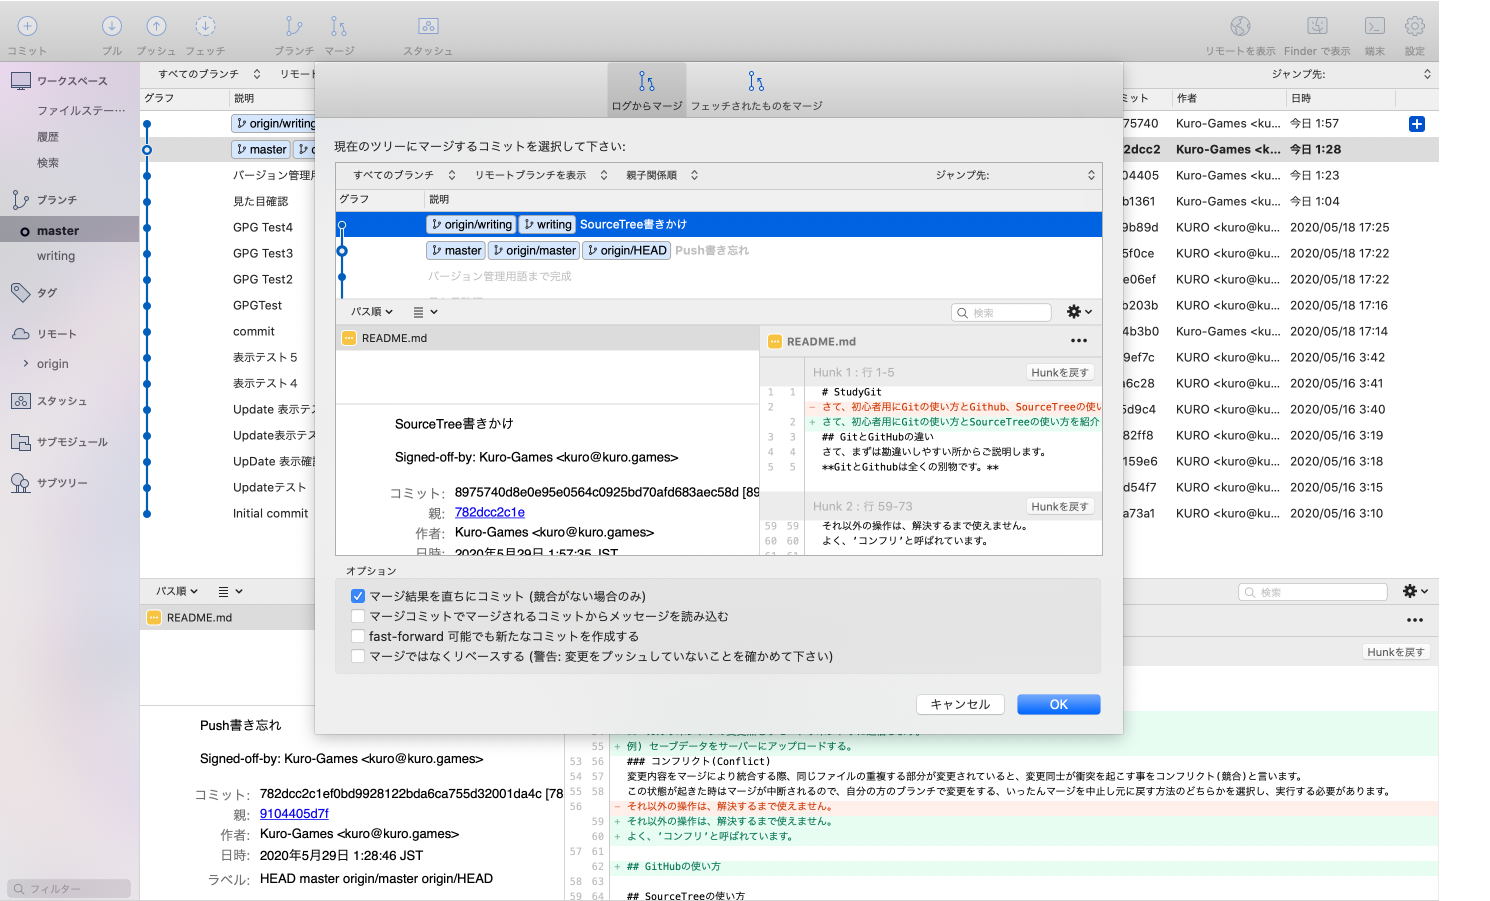 コミット
プル
プッシュ
フェッチ
ブランチ
マージ
スタッシュ
リモートを表示
Finder で表示
端末
設定
ワークスペース
ファイルステー…
履歴
検索
ブランチ
master
writing
タグ
リモート
origin
スタッシュ
サブモジュール
サブツリー
フィルター
すべてのブランチ
リモート
ジャンプ先:
グラフ
説明
ミット
作者
日時
origin/writing
75740 Kuro-Games <ku... 今日 1:57
master
2dcc2 Kuro-Games <k... 今日 1:28
バージョン管理用
04405 Kuro-Games <ku... 今日 1:23
見た目確認
b1361 Kuro-Games <ku... 今日 1:04
GPG Test4
9b89d KURO <kuro@ku... 2020/05/18 17:25
GPG Test3
5f0ce KURO <kuro@ku... 2020/05/18 17:22
GPG Test2
e06ef KURO <kuro@ku... 2020/05/18 17:22
GPGTest
b203b KURO <kuro@ku... 2020/05/18 17:16
commit
4b3b0 Kuro-Games <ku... 2020/05/18 17:14
表示テスト５
9ef7c KURO <kuro@ku... 2020/05/16 3:42
表示テスト４
a6c28 KURO <kuro@ku... 2020/05/16 3:41
Update 表示テス
5d9c4 KURO <kuro@ku... 2020/05/16 3:40
Update表示テス
82ff8 KURO <kuro@ku... 2020/05/16 3:19
UpDate 表示確認
159e6 KURO <kuro@ku... 2020/05/16 3:18
Updateテスト
d54f7 KURO <kuro@ku... 2020/05/16 3:15
Initial commit
a73a1 KURO <kuro@ku... 2020/05/16 3:10
ログからマージ
フェッチされたものをマージ
現在のツリーにマージするコミットを選択して下さい:
すべてのブランチ
リモートブランチを表示
親子関係順
ジャンプ先:
グラフ
説明
origin/writing writing SourceTree書きかけ
master origin/master origin/HEAD Push書き忘れ
バージョン管理用語まで完成
パス順
検索
README.md
README.md
SourceTree書きかけ
Signed-off-by: Kuro-Games <kuro@kuro.games>
コミット: 8975740d8e0e95e0564c0925bd70afd683aec58d [89
親: 782dcc2c1e
作者: Kuro-Games <kuro@kuro.games>
日時: 2020年5月29日 1:57:35 JST
Hunk 1 : 行 1-5
Hunkを戻す
1 1 # StudyGit
2 - さて、初心者用にGitの使い方とGithub、SourceTreeの使い
2 + さて、初心者用にGitの使い方とSourceTreeの使い方を紹介
3 3 ## GitとGitHubの違い
4 4 さて、まずは勘違いしやすい所からご説明します。
5 5 **GitとGithubは全くの別物です。**
Hunk 2 : 行 59-73
Hunkを戻す
59 59 それ以外の操作は、解決するまで使えません。
60 60 よく、'コンフリ'と呼ばれています。
オプション
マージ結果を直ちにコミット (競合がない場合のみ)
マージコミットでマージされるコミットからメッセージを読み込む
fast-forward 可能でも新たなコミットを作成する
マージではなくリベースする (警告: 変更をプッシュしていないことを確かめて下さい)
キャンセル
OK
パス順
検索
README.md
Hunkを戻す
Push書き忘れ
Signed-off-by: Kuro-Games <kuro@kuro.games>
コミット: 782dcc2c1ef0bd9928122bda6ca755d32001da4c [78
親: 9104405d7f
作者: Kuro-Games <kuro@kuro.games>
日時: 2020年5月29日 1:28:46 JST
ラベル: HEAD master origin/master origin/HEAD
55 + 例) セーブデータをサーバーにアップロードする。
53 56 ### コンフリクト(Conflict)
54 57 変更内容をマージにより統合する際、同じファイルの重複する部分が変更されていると、変更同士が衝突を起こす事をコンフリクト(競合)と言います。
55 58 この状態が起きた時はマージが中断されるので、自分の方のブランチで変更をする、いったんマージを中止し元に戻す方法のどちらかを選択し、実行する必要があります。
56 - それ以外の操作は、解決するまで使えません。
59 + それ以外の操作は、解決するまで使えません。
60 + よく、'コンフリ'と呼ばれています。
57 61
62 + ## GitHubの使い方
58 63
59 64 ## SourceTreeの使い方